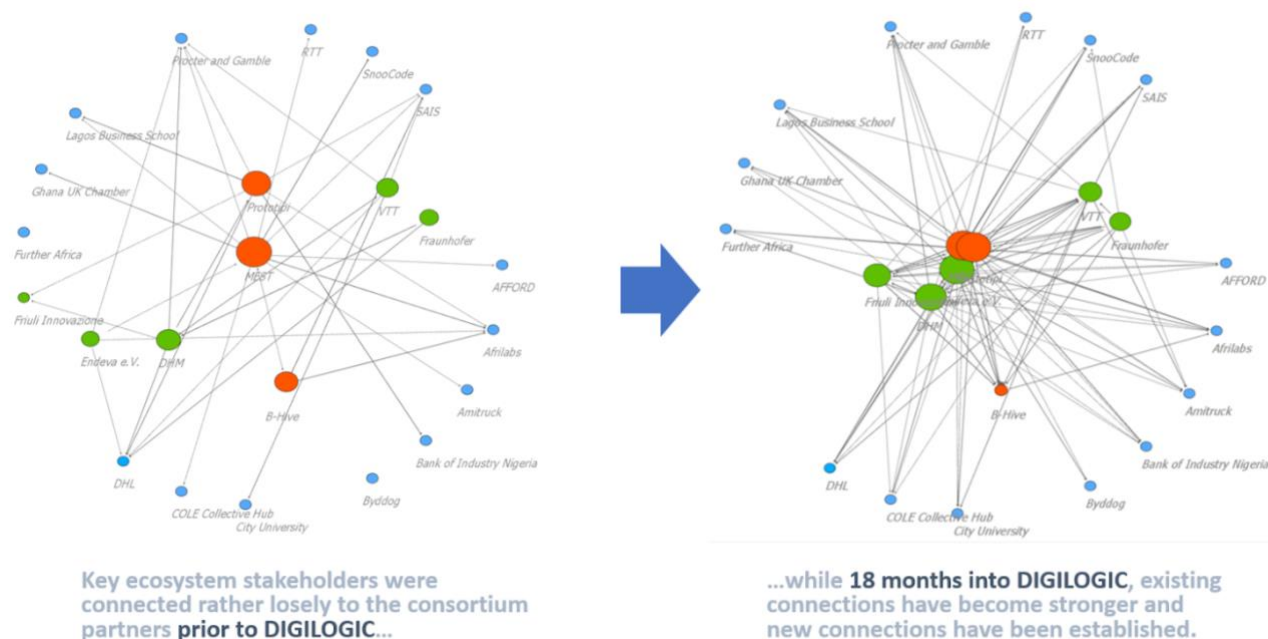 Procter and Gamble
RTT
SnooCode
SAIS
Lagos Business School
Ghana UK Chamber
Prototipi
VTT
Fraunhofer
Further Africa
MEST
AFFORD
Friuli Innovazione
Endeva e.V.
DHM
Afrilabs
B-Hive
Amitruck
Bank of Industry Nigeria
DHL
Byddog
COLE Collective Hub
City University
Key ecosystem stakeholders were
connected rather losely to the consortium
partners prior to DIGILOGIC...
Procter and Gamble
RTT
SnooCode
SAIS
Lagos Business School
Ghana UK Chamber
VTT
Fraunhofer
Further Africa
AFFORD
Friuli
e.V.
DHM
Afrilabs
B-Hive
Amitruck
Bank of Industry Nigeria
DHL
Byddog
COLE Collective Hub
City University
...while 18 months into DIGILOGIC, existing
connections have become stronger and
new connections have been established.